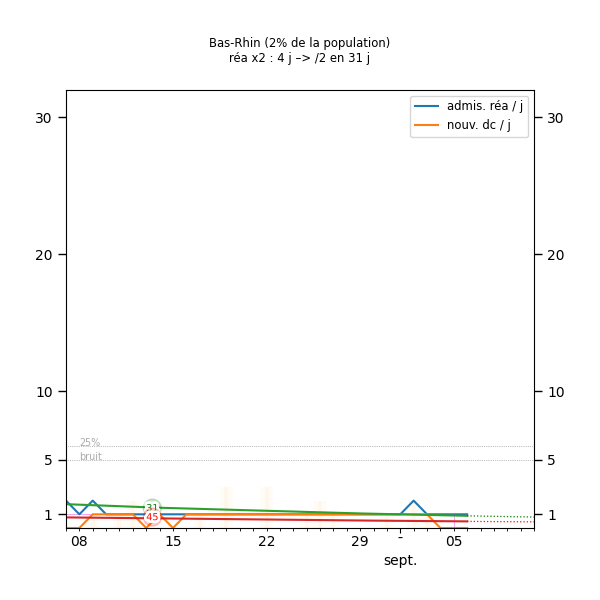 Bas-Rhin (2% de la population)
réa x2 : 4 j –> /2 en 31 j
admis. réa / j
nouv. dc / j
30 30
20 20
10 10
25%
5 bruit 5
31
-45
1 1
08 15 22 29 - 05
sept.